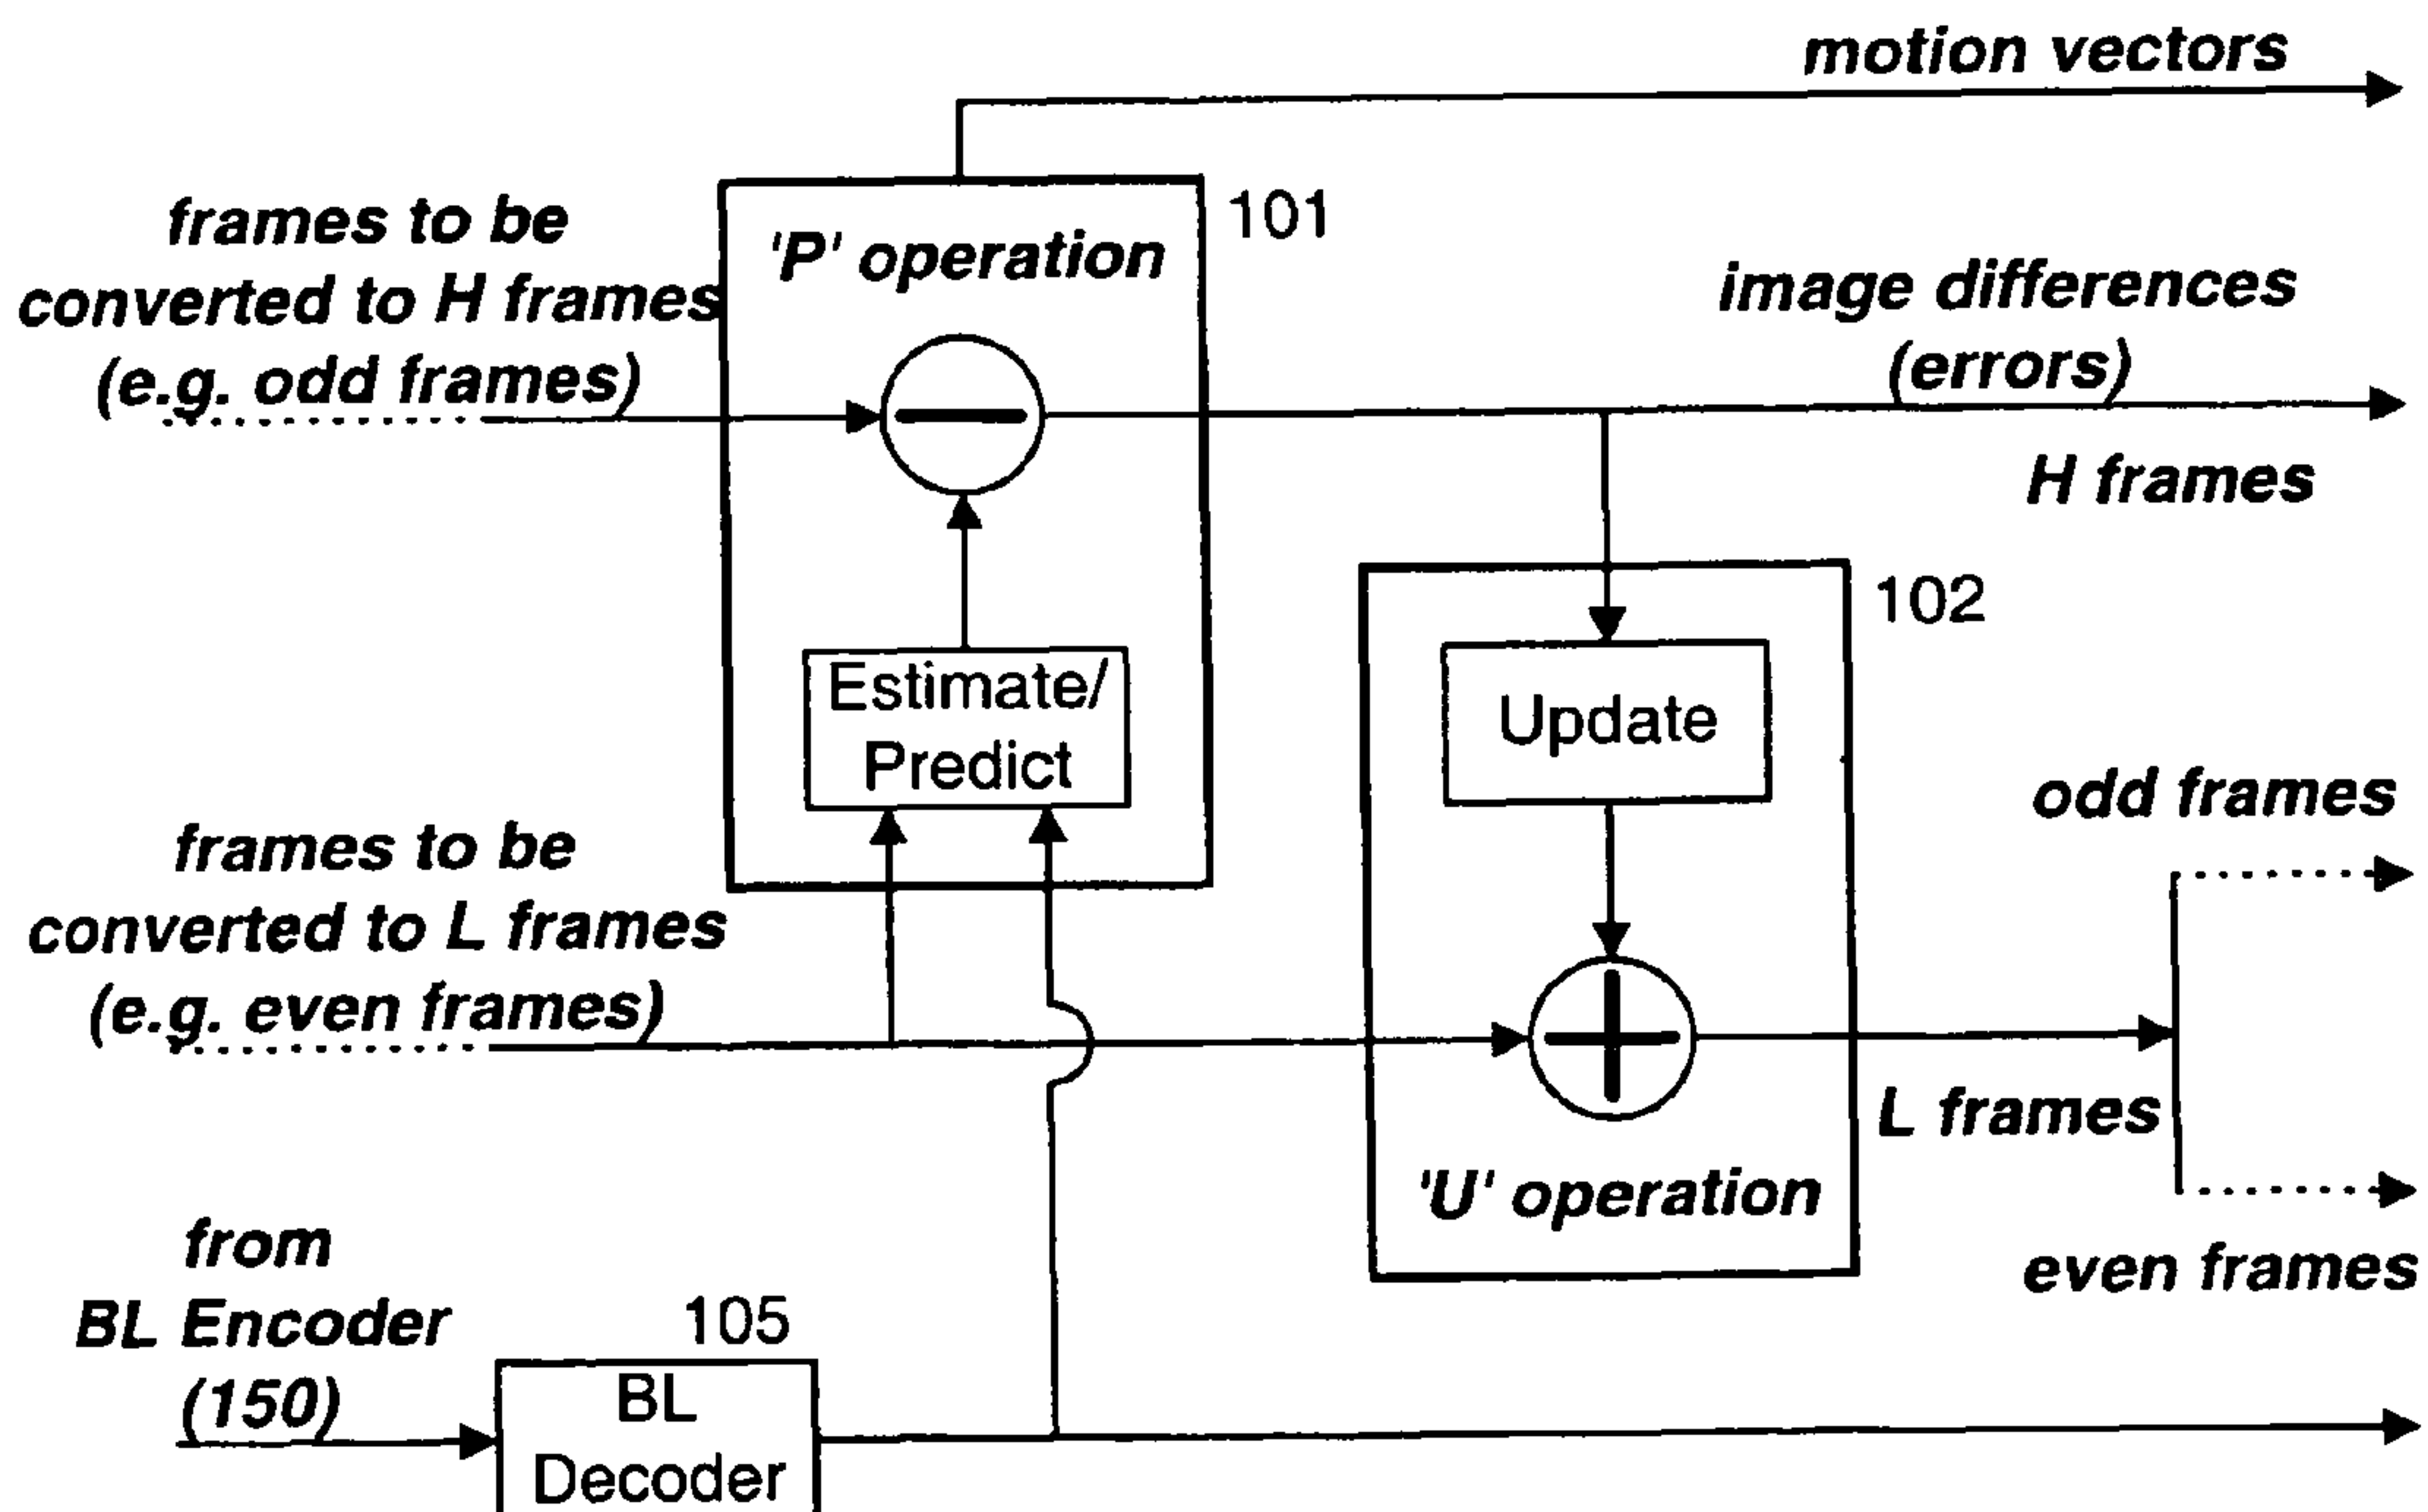 motion vectors
frames to be
converted to H frames
(e.g. odd frames)
'P' operation
101
image differences
(errors)
H frames
Estimate/
Predict
102
Update
odd frames
frames to be
converted to L frames
(e.g. even frames)
L frames
'U' operation
even frames
from
BL Encoder
(150)
105
BL
Decoder